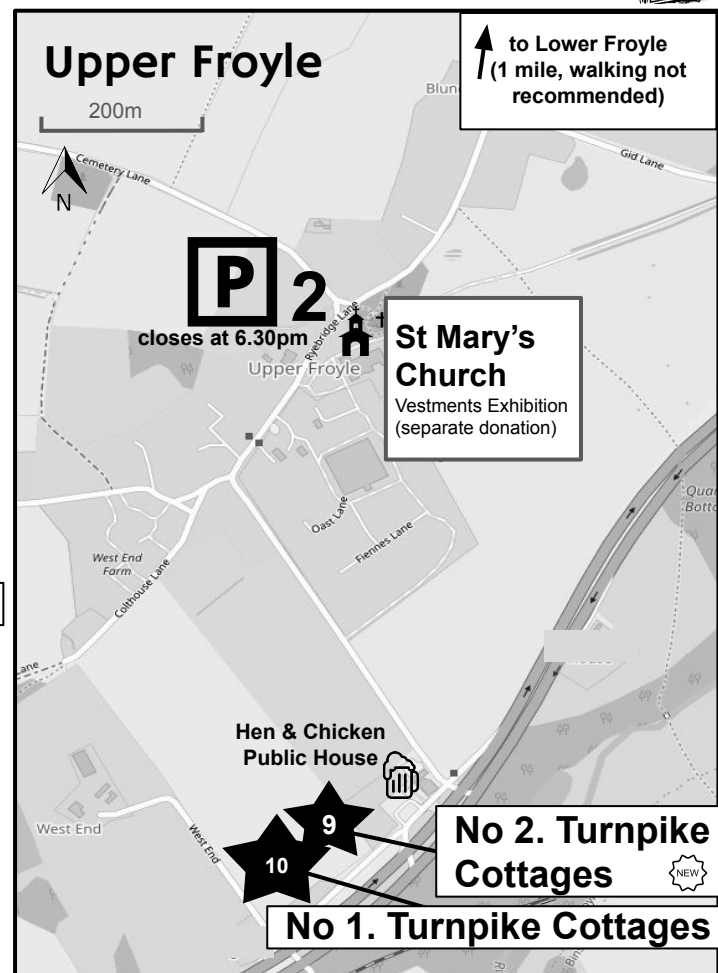 Upper Froyle
to Lower Froyle
(1 mile, walking not
recommended)
200m
Cemetery Lane
N
Gid Lane
P 2
closes at 6.30pm
Ryebridge Lane
Upper Froyle
St Mary's
Church
Vestments Exhibition
(separate donation)
Oast Lane
Fiennes Lane
West End
Farm
Colthouse Lane
Lane
Hen & Chicken
Public House
9
10
West End
West End
No 2. Turnpike
Cottages
NEW
No 1. Turnpike Cottages